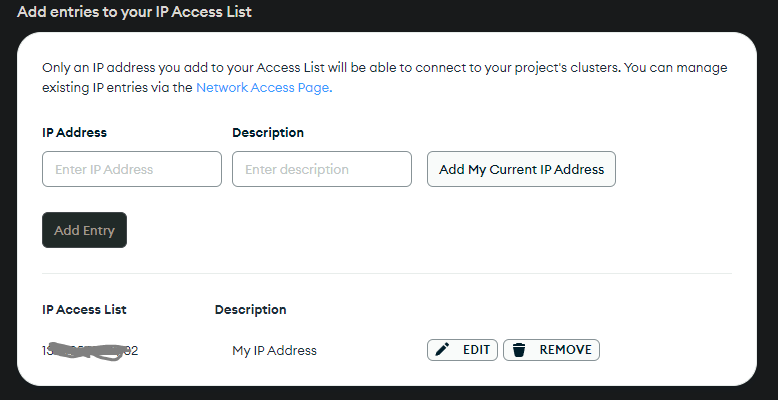 Add entries to your IP Access List
Only an IP address you add to your Access List will be able to connect to your project's clusters. You can manage
existing IP entries via the Network Access Page.
IP Address Description
Enter IP Address Enter description Add My Current IP Address
Add Entry
IP Access List Description
My IP Address EDIT REMOVE